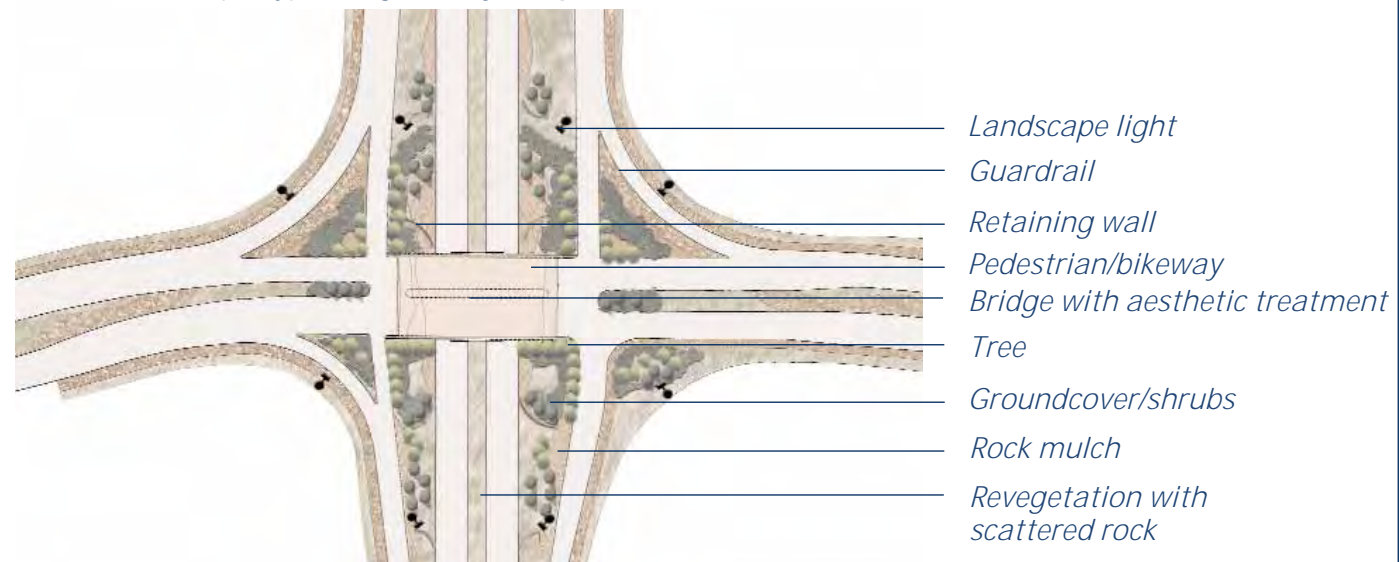 Landscape light
Guardrail
Retaining wall
Pedestrian/bikeway
Bridge with aesthetic treatment
Tree
Groundcover/shrubs
Rock mulch
Revegetation with
scattered rock